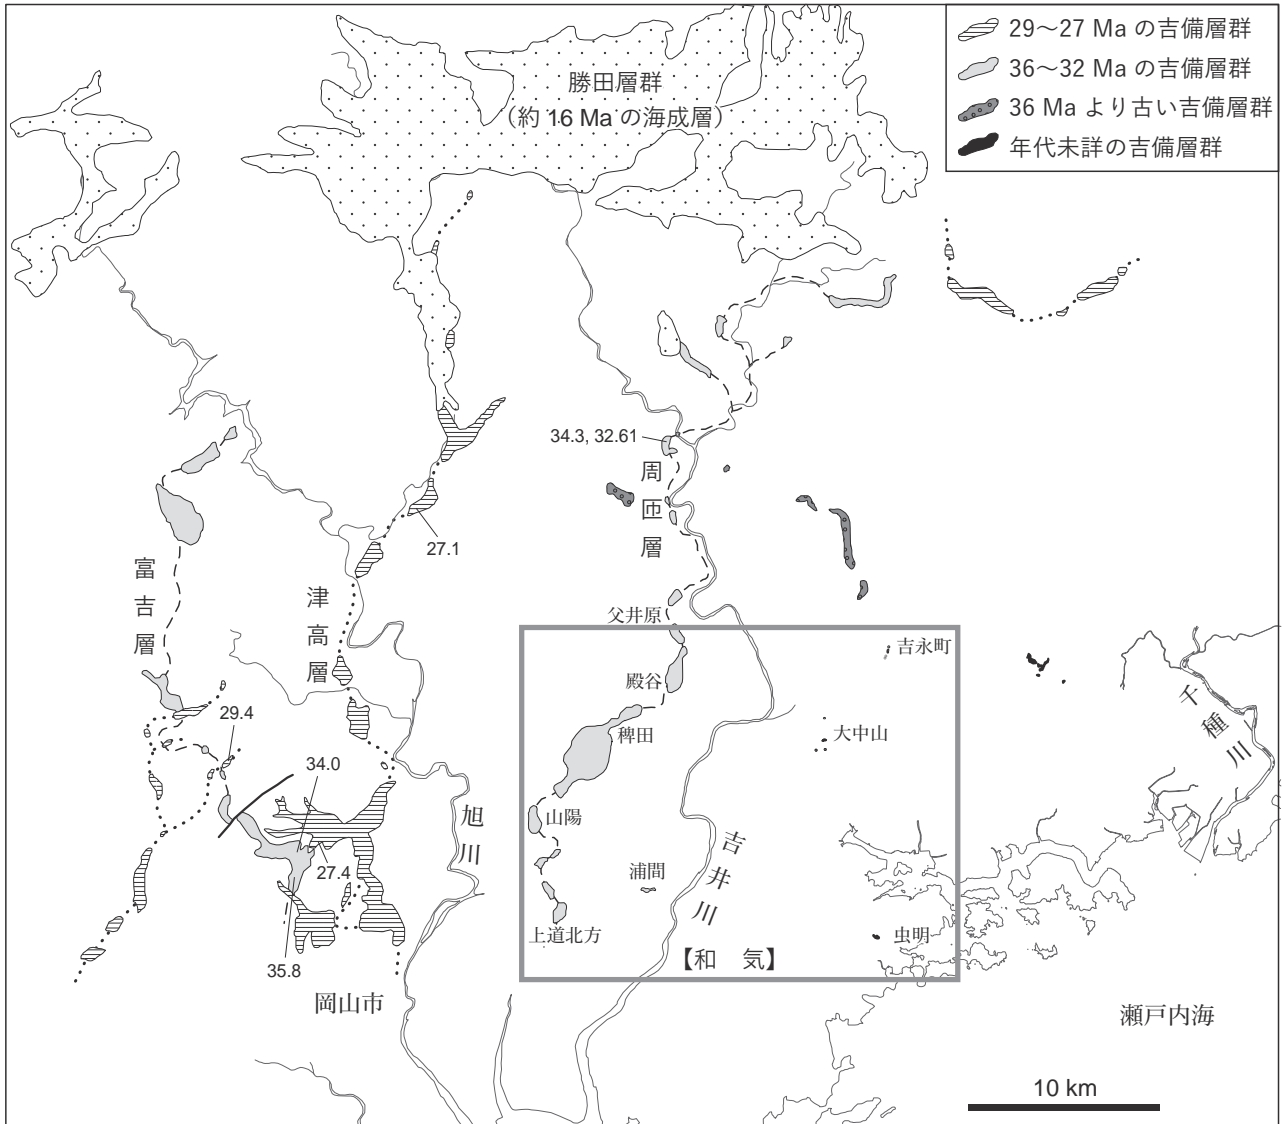 29〜27 Ma の吉備層群
36〜32 Ma の吉備層群
36 Ma より古い吉備層群
年代未詳の吉備層群
勝田層群
（約 16 Ma の海成層）
34.3, 32.61
周匝層
27.1
富吉層
津高層
父井原
吉永町
殿谷
稗田
大中山
千種川
29.4
34.0
旭川
山陽
27.4
浦間
吉井川
上道北方
虫明
【和　気】
35.8
岡山市
瀬戸内海
10 km